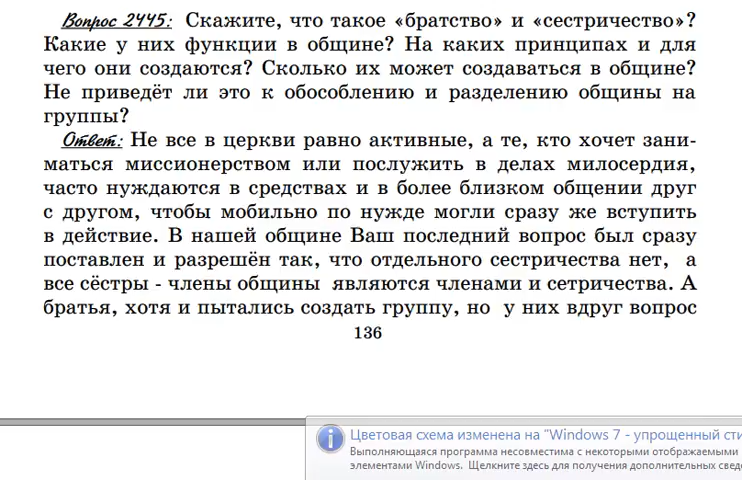 Вопрос 2445: Скажите, что такое «братство» и «сестричество»?
Какие у них функции в общине? На каких принципах и для
чего они создаются? Сколько их может создаваться в общине?
Не приведёт ли это к обособлению и разделению общины на
группы?
Ответ: Не все в церкви равно активные, а те, кто хочет зани-
маться миссионерством или послужить в делах милосердия,
часто нуждаются в средствах и в более близком общении друг
с другом, чтобы мобильно по нужде могли сразу же вступить
в действие. В нашей общине Ваш последний вопрос был сразу
поставлен и разрешён так, что отдельного сестричества нет, а
все сёстры - члены общины являются членами и сетричества. А
братья, хотя и пытались создать группу, но у них вдруг вопрос
136
Цветовая схема изменена на "Windows 7 - упрощенный сти
Выполняющаяся программа несовместима с некоторыми отображаемыми
элементами Windows. Щелкните здесь для получения дополнительных свед